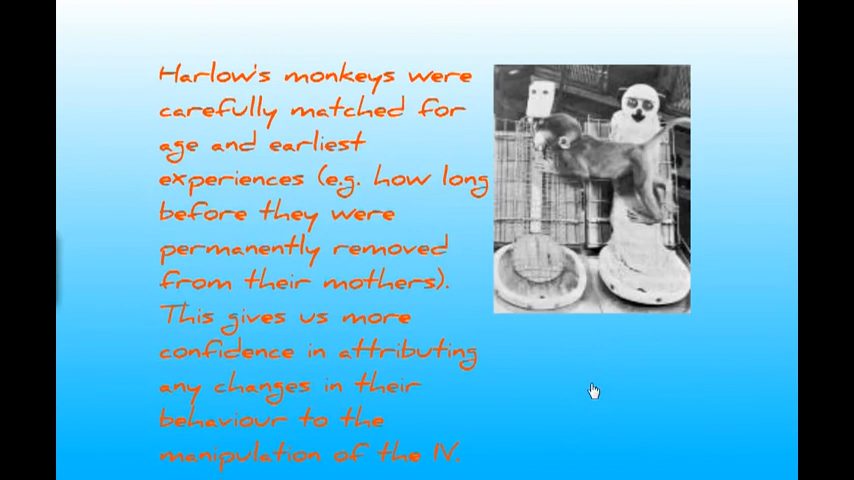 Harlow's monkeys were
carefully matched for
age and earliest
experiences (e.g. how long
before they were
permanently removed
from their mothers).
This gives us more
confidence in attributing
any changes in their
behaviour to the
manipulation of the IV.